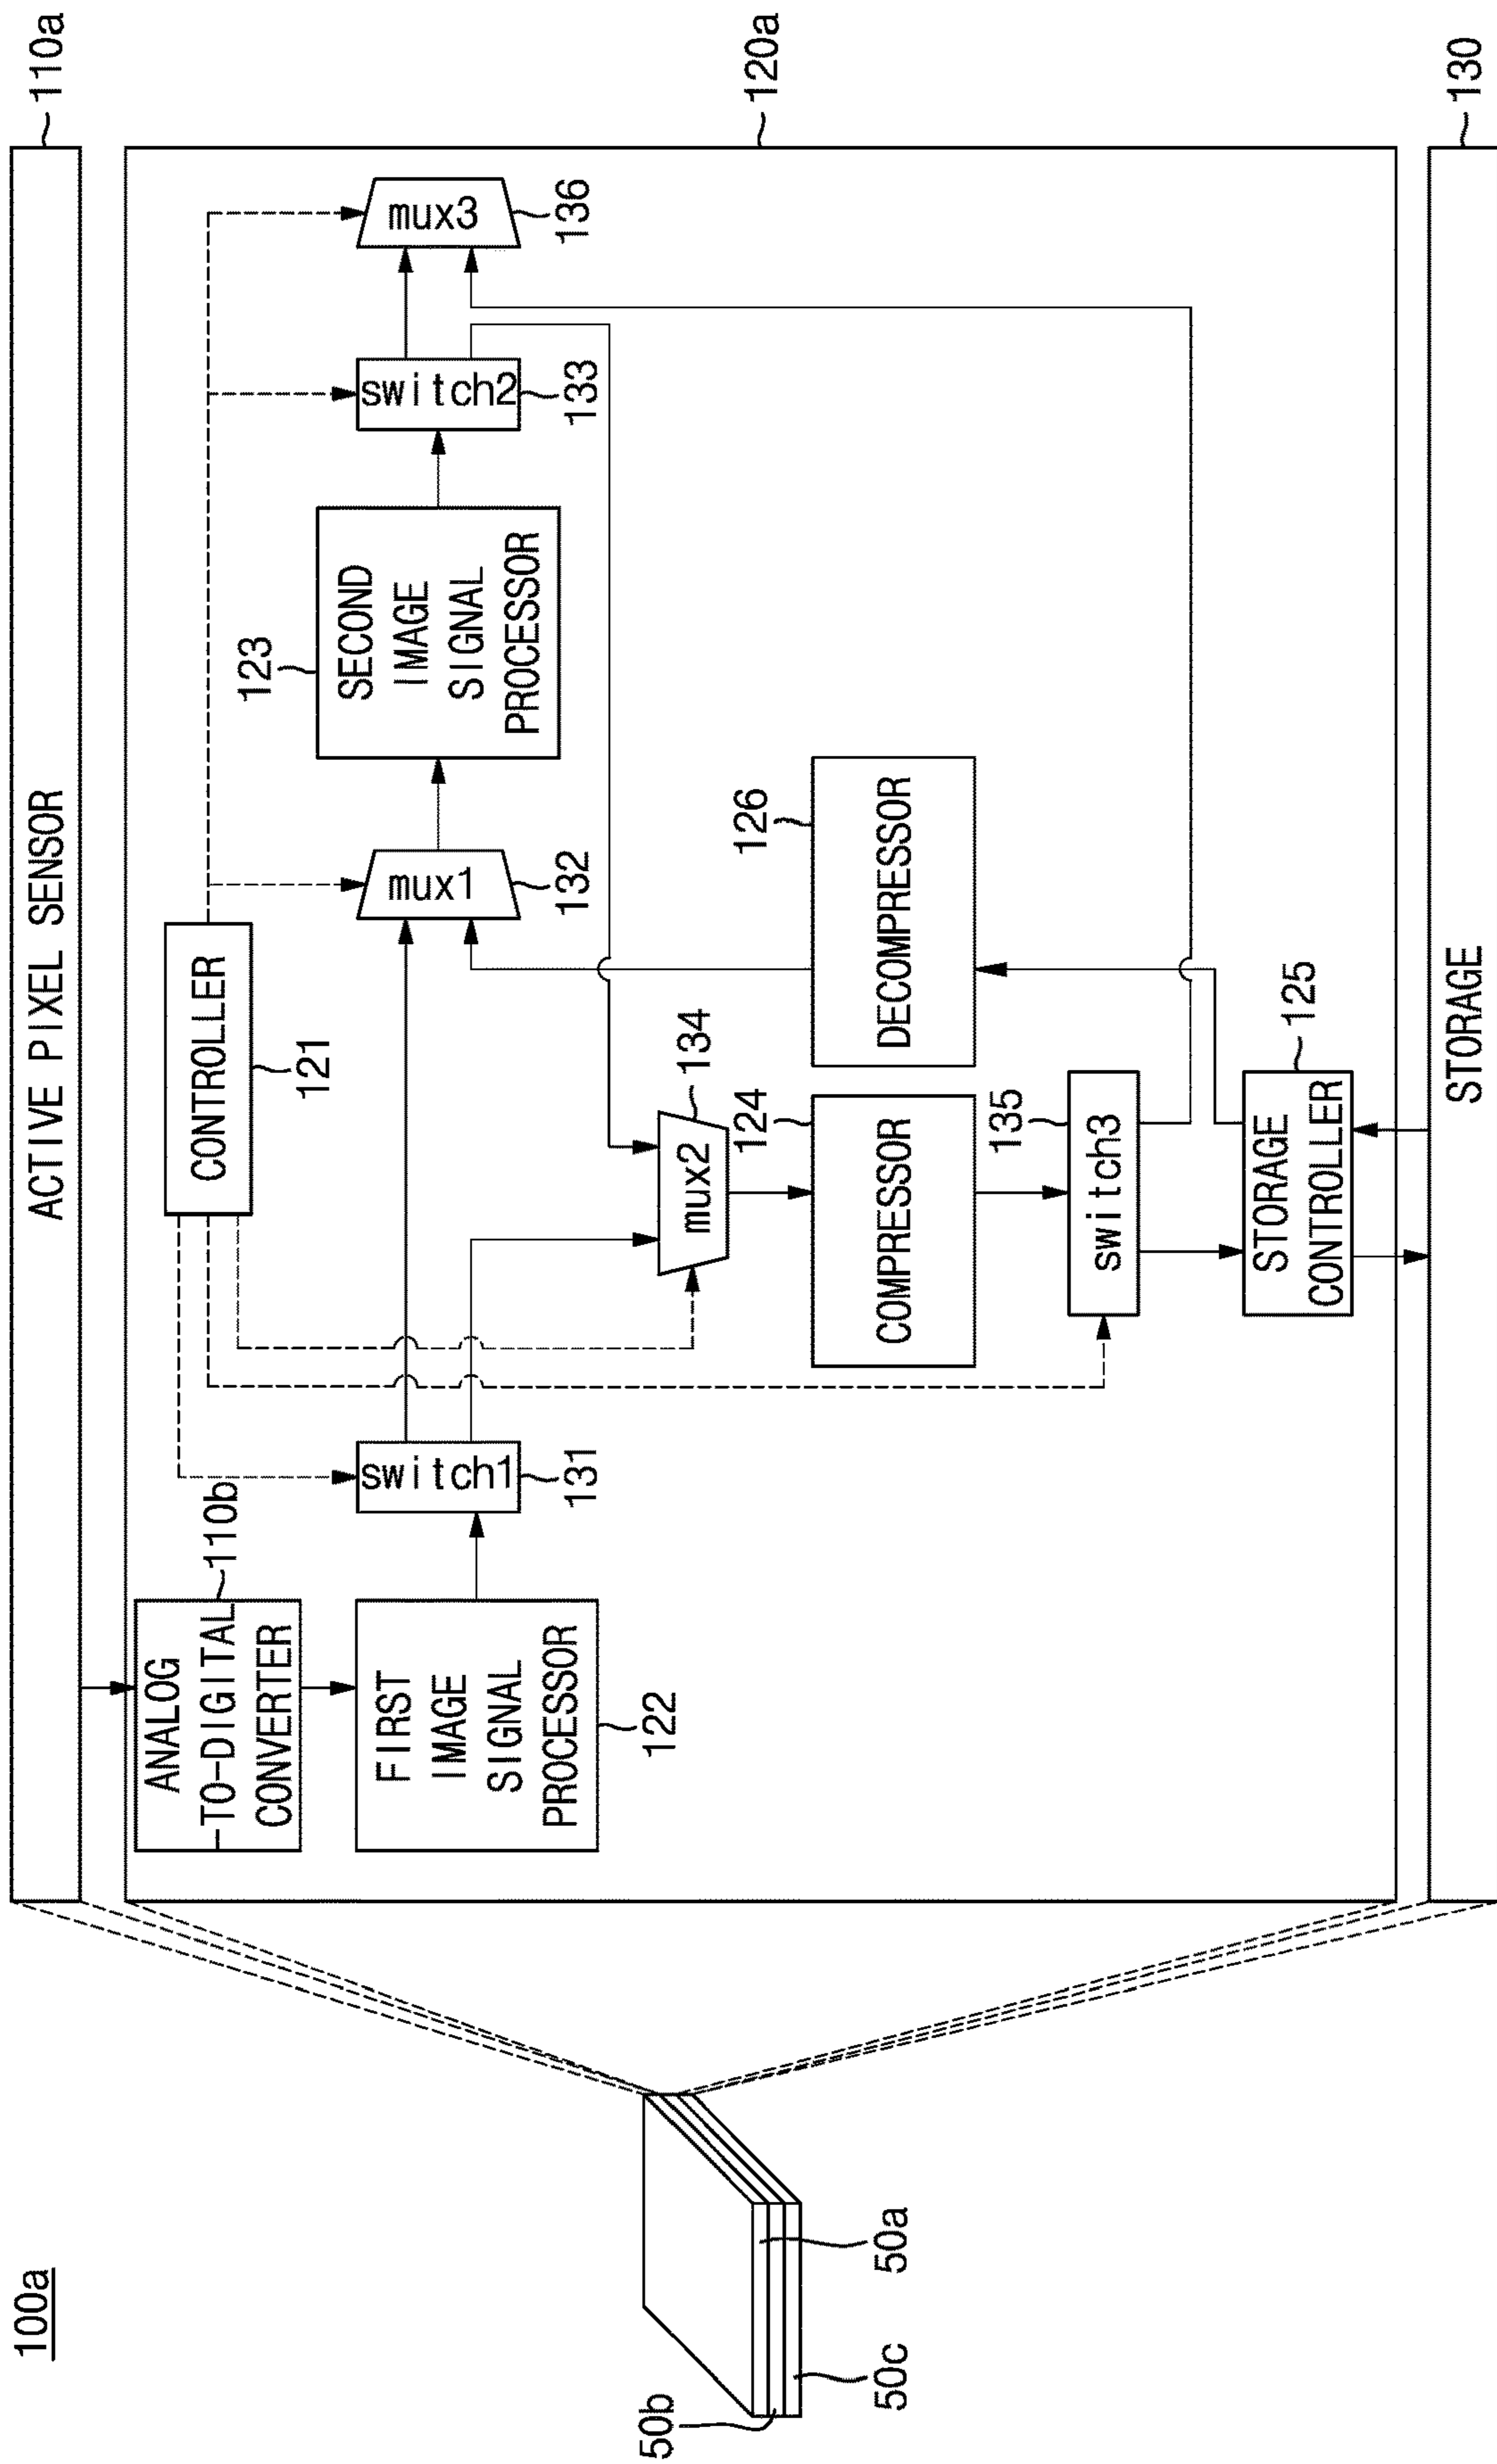 100a
ACTIVE PIXEL SENSOR
110a
ANALOG
-TO-DIGITAL
CONVERTER
110b
CONTROLLER
121
120a
FIRST
IMAGE
SIGNAL
PROCESSOR
122
switch1
131
mux1
132
123
SECOND
IMAGE
SIGNAL
PROCESSOR
switch2
133
mux3
136
mux2
134
COMPRESSOR
124
DECOMPRESSOR
126
switch3
135
STORAGE
CONTROLLER
125
STORAGE
130
50b
50c
50a